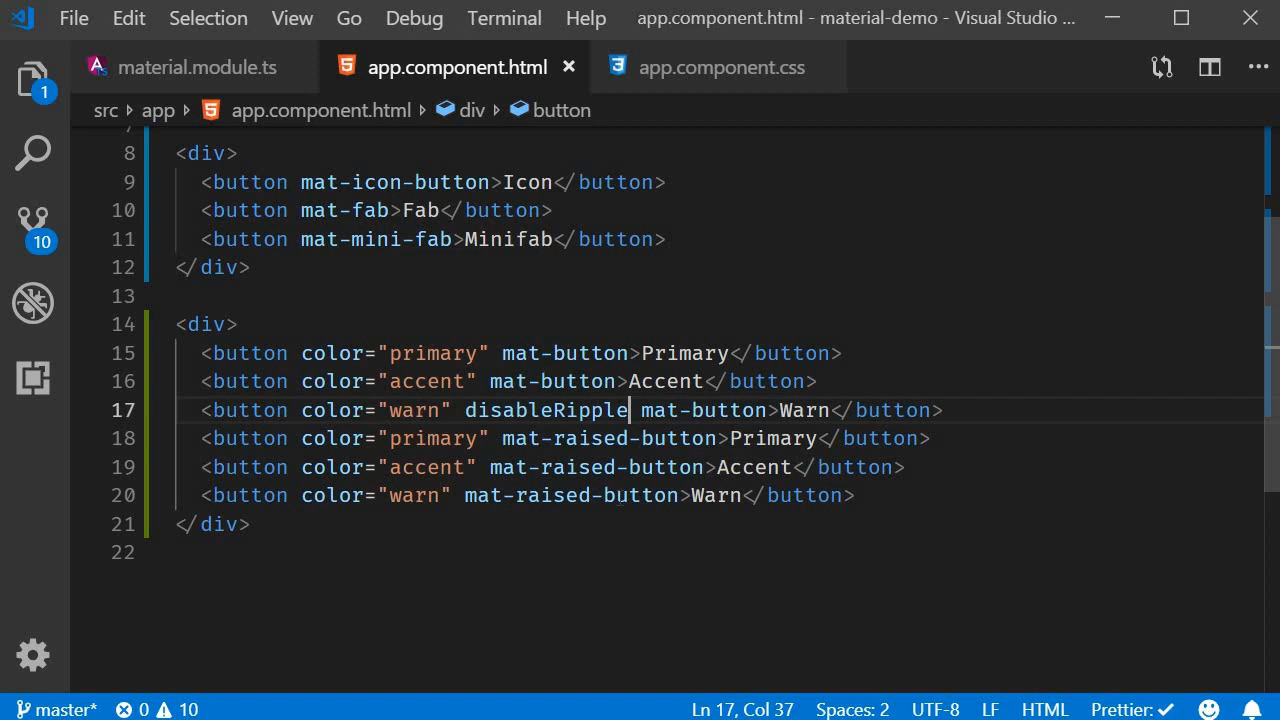 File Edit Selection View Go Debug Terminal Help app.component.html - material-demo - Visual Studio ...
material.module.ts app.component.html app.component.css
src app app.component.html div button
1
10
7
8 <div>
9 <button mat-icon-button>Icon</button>
10 <button mat-fab>Fab</button>
11 <button mat-mini-fab>Minifab</button>
12 </div>
13
14 <div>
15 <button color="primary" mat-button>Primary</button>
16 <button color="accent" mat-button>Accent</button>
17 <button color="warn" disableRipple mat-button>Warn</button>
18 <button color="primary" mat-raised-button>Primary</button>
19 <button color="accent" mat-raised-button>Accent</button>
20 <button color="warn" mat-raised-button>Warn</button>
21 </div>
22
master* 0 10 Ln 17, Col 37 Spaces: 2 UTF-8 LF HTML Prettier: ✓